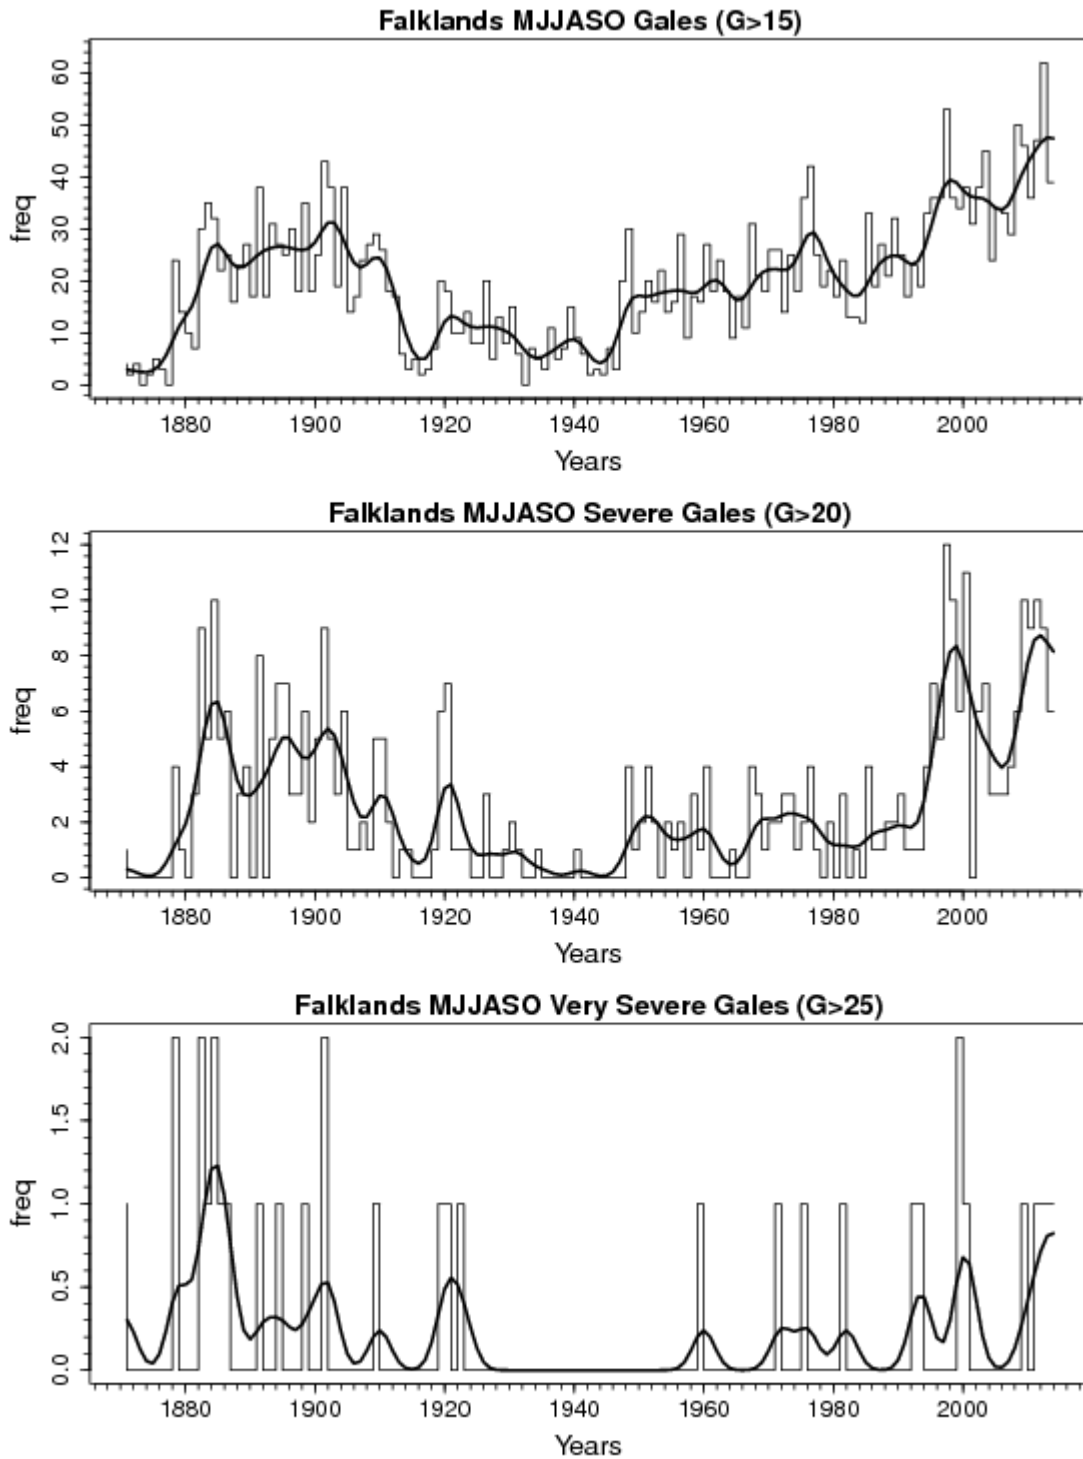 Falklands MJJASO Gales (G>15)
freq
0 10 20 30 40 50 60
1880 1900 1920 1940 1960 1980 2000
Years
Falklands MJJASO Severe Gales (G>20)
freq
0 2 4 6 8 10 12
1880 1900 1920 1940 1960 1980 2000
Years
Falklands MJJASO Very Severe Gales (G>25)
freq
0.0 0.5 1.0 1.5 2.0
1880 1900 1920 1940 1960 1980 2000
Years